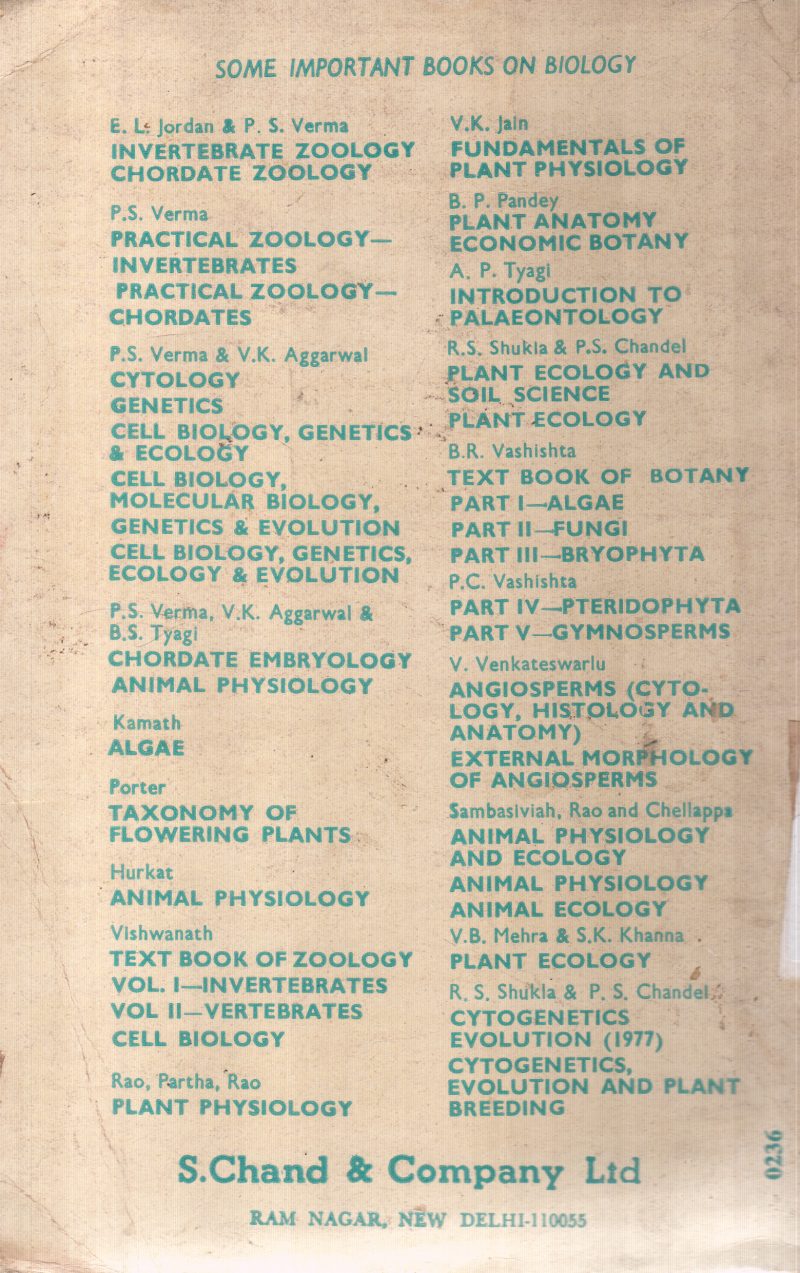 SOME IMPORTANT BOOKS ON BIOLOGY
E. L. Jordan & P. S. Verma
INVERTEBRATE ZOOLOGY
CHORDATE ZOOLOGY
P.S. Verma
PRACTICAL ZOOLOGY—
INVERTEBRATES
PRACTICAL ZOOLOGY—
CHORDATES
P.S. Verma & V.K. Aggarwal
CYTOLOGY
GENETICS
CELL BIOLOGY, GENETICS
& ECOLOGY
CELL BIOLOGY,
MOLECULAR BIOLOGY,
GENETICS & EVOLUTION
CELL BIOLOGY, GENETICS,
ECOLOGY & EVOLUTION
P.S. Verma, V.K. Aggarwal &
B.S. Tyagi
CHORDATE EMBRYOLOGY
ANIMAL PHYSIOLOGY
Kamath
ALGAE
Porter
TAXONOMY OF
FLOWERING PLANTS
Hurkat
ANIMAL PHYSIOLOGY
Vishwanath
TEXT BOOK OF ZOOLOGY
VOL. I—INVERTEBRATES
VOL II—VERTEBRATES
CELL BIOLOGY
Rao, Partha, Rao
PLANT PHYSIOLOGY
V.K. Jain
FUNDAMENTALS OF
PLANT PHYSIOLOGY
B. P. Pandey
PLANT ANATOMY
ECONOMIC BOTANY
A. P. Tyagi
INTRODUCTION TO
PALAEONTOLOGY
R.S. Shukla & P.S. Chandel
PLANT ECOLOGY AND
SOIL SCIENCE
PLANT ECOLOGY
B.R. Vashishta
TEXT BOOK OF BOTANY
PART I—ALGAE
PART II—FUNGI
PART III—BRYOPHYTA
P.C. Vashishta
PART IV—PTERIDOPHYTA
PART V—GYMNOSPERMS
V. Venkateswarlu
ANGIOSPERMS (CYTO-
LOGY, HISTOLOGY AND
ANATOMY)
EXTERNAL MORPHOLOGY
OF ANGIOSPERMS
Sambasiviah, Rao and Chellappa
ANIMAL PHYSIOLOGY
AND ECOLOGY
ANIMAL PHYSIOLOGY
ANIMAL ECOLOGY
V.B. Mehra & S.K. Khanna
PLANT ECOLOGY
R. S. Shukla & P. S. Chandel
CYTOGENETICS
EVOLUTION (1977)
CYTOGENETICS,
EVOLUTION AND PLANT
BREEDING
S.Chand & Company Ltd
RAM NAGAR, NEW DELHI-110055
0236